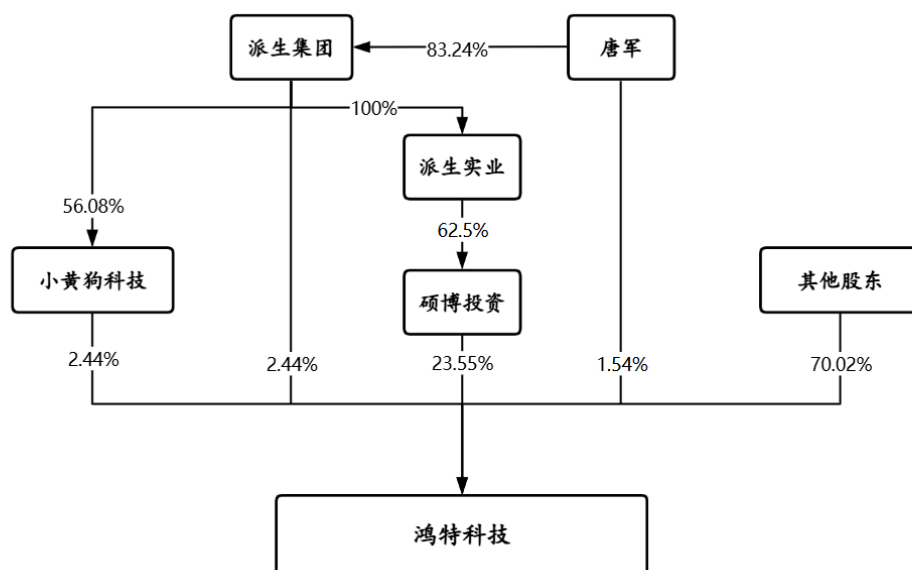 派生集团
83.24%
唐军
100%
派生实业
56.08%
62.5%
小黄狗科技
硕博投资
其他股东
2.44%
2.44%
23.55%
1.54%
70.02%
鸿特科技